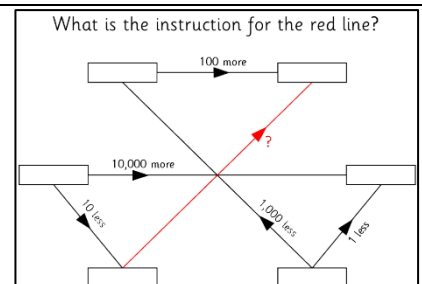 What is the instruction for the red line?
100 more
?
10,000 more
10 less
1,000 less
1 less